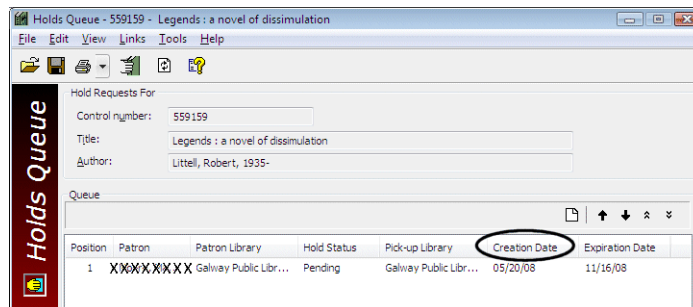 Holds Queue - 559159 - Legends : a novel of dissimulation
File Edit View Links Tools Help
Holds Queue
Hold Requests For
Control number: 559159
Title: Legends : a novel of dissimulation
Author: Littell, Robert, 1935-
Queue
Position Patron Patron Library Hold Status Pick-up Library Creation Date Expiration Date
1 Galway Public Libr... Pending Galway Public Libr... 05/20/08 11/16/08